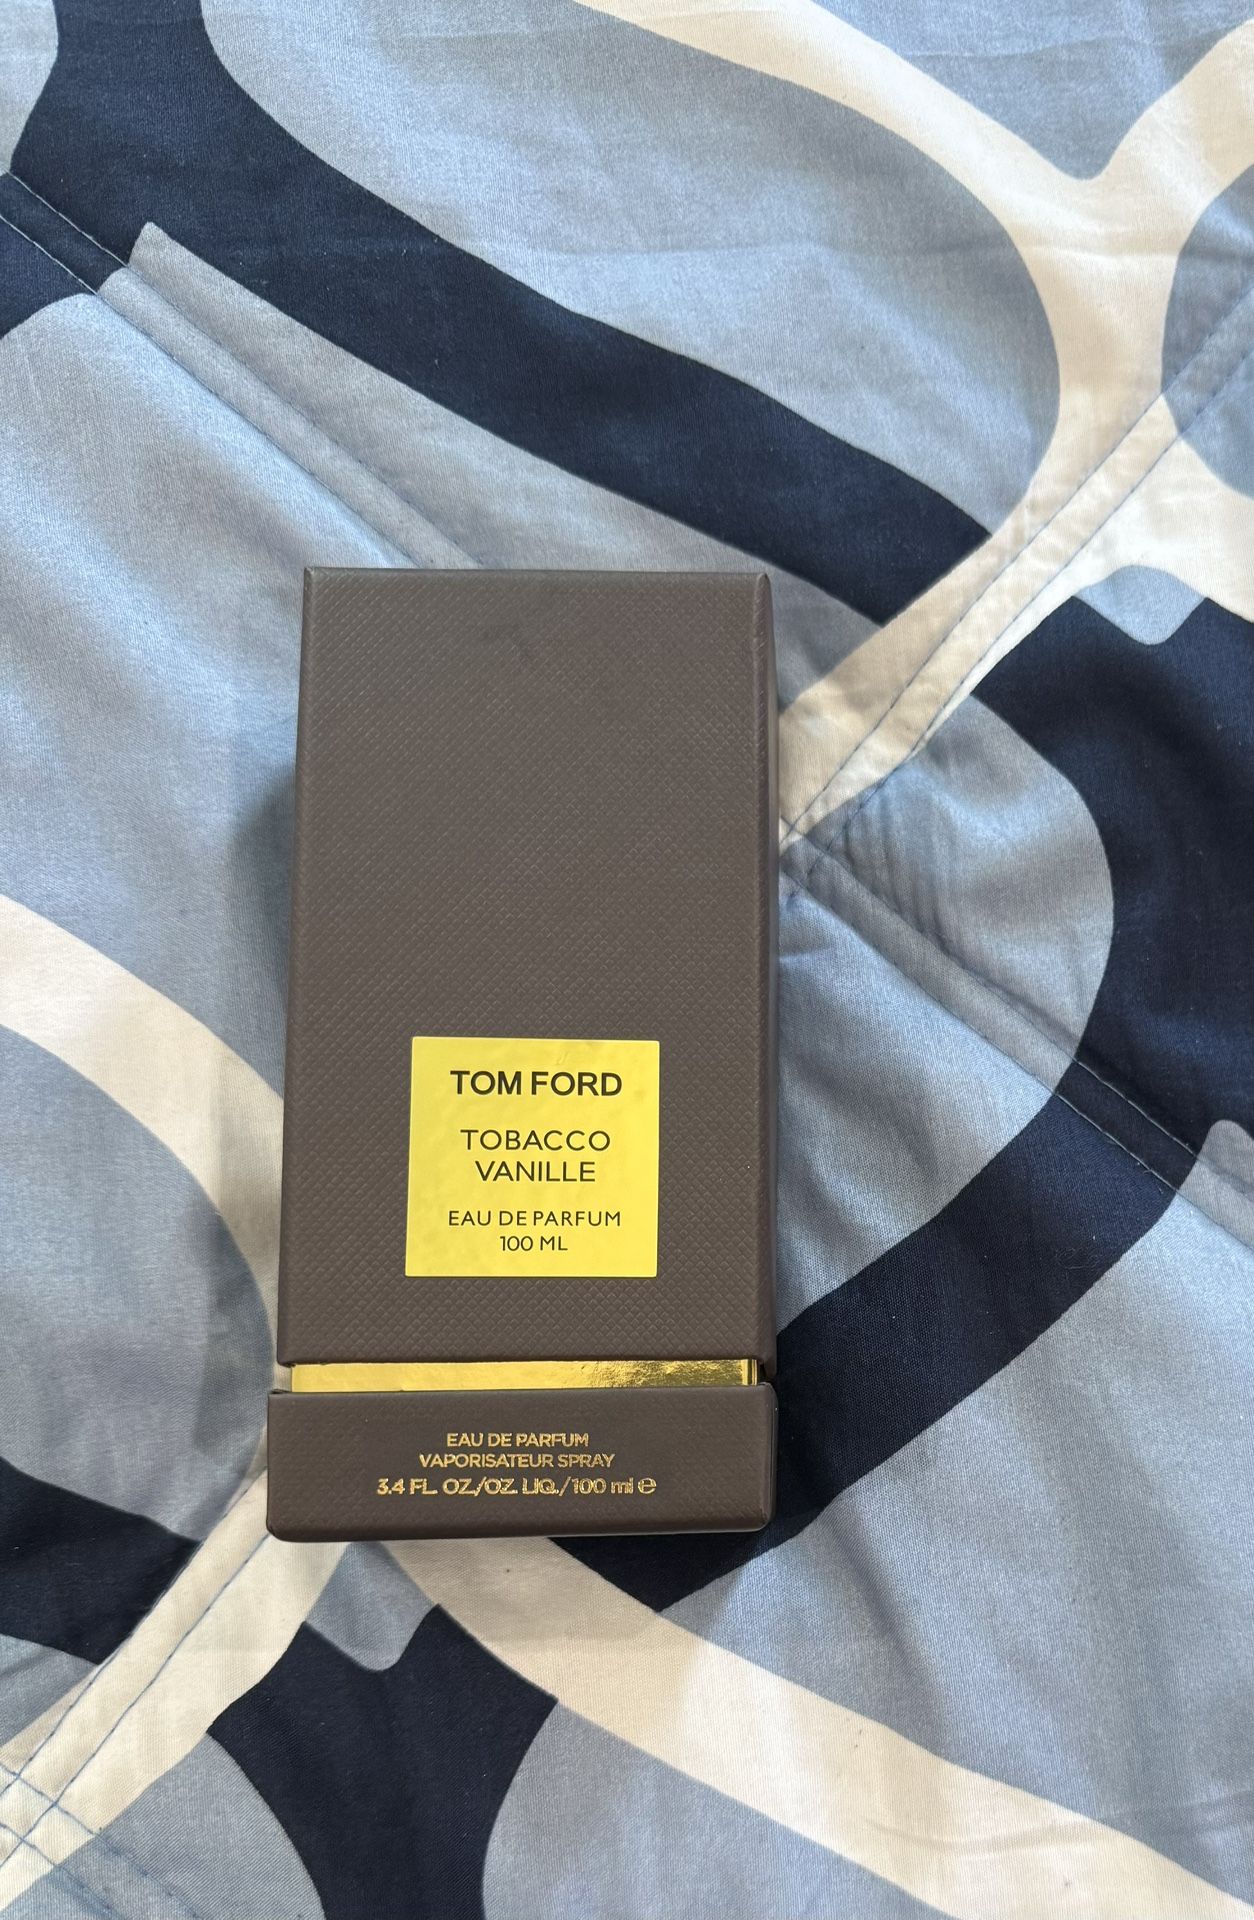 TOM FORD
TOBACCO
VANILLE
EAU DE PARFUM
100 ML
EAU DE PARFUM
VAPORISATEUR SPRAY
3.4 FL. OZ./OZ. LIQ./100 ml ℮